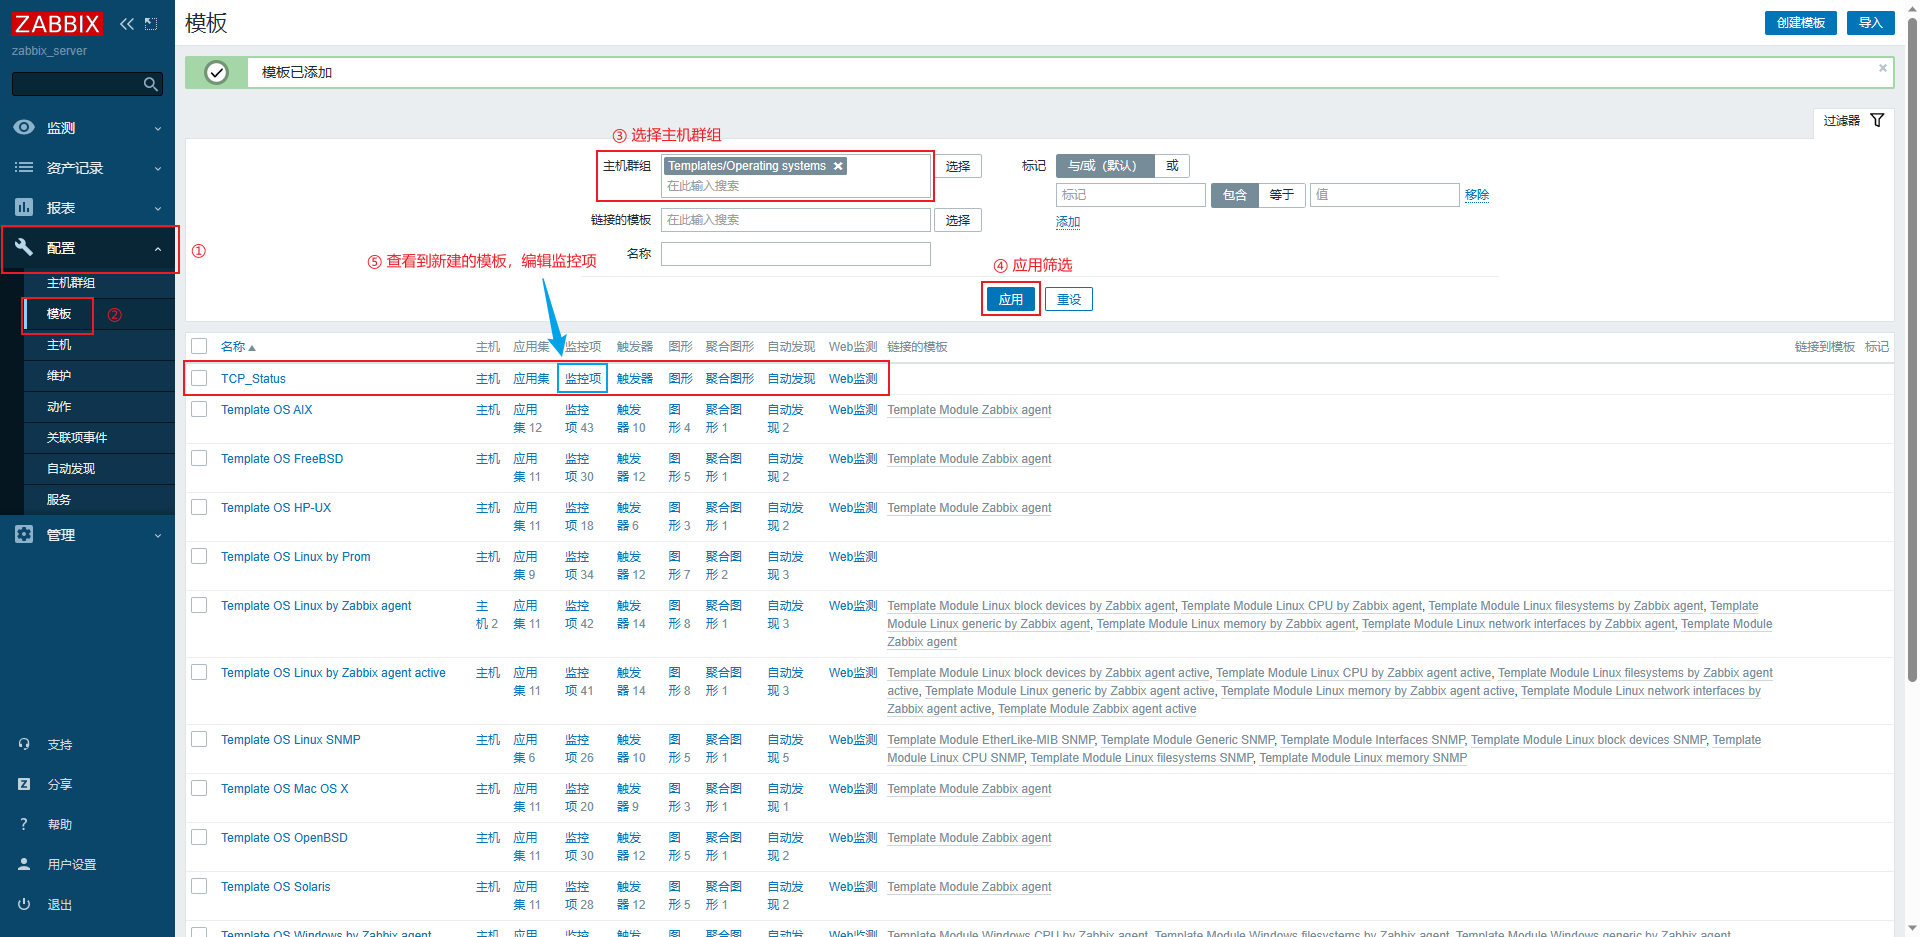 ZABBIX
zabbix_server
监测
资产记录
报表
配置
①
主机群组
模板
②
主机
维护
动作
关联项事件
自动发现
服务
管理
支持
分享
帮助
用户设置
退出
模板
创建模板
导入
模板已添加
过滤器
③ 选择主机群组
主机群组 Templates/Operating systems 选择
在此输入搜索
链接的模板 在此输入搜索 选择
名称
标记 与/或（默认） 或
标记 包含 等于 值 移除
添加
⑤ 查看到新建的模板，编辑监控项
④ 应用筛选
应用 重设
名称 主机 应用集 监控项 触发器 图形 聚合图形 自动发现 Web监测 链接的模板 链接到模板 标记
TCP_Status 主机 应用集 监控项 触发器 图形 聚合图形 自动发现 Web监测
Template OS AIX 主机 应用 监控 触发 图 聚合图 自动发 Web监测 Template Module Zabbix agent
集 12 项 43 器 10 形 4 形 1 现 2
Template OS FreeBSD 主机 应用 监控 触发 图 聚合图 自动发 Web监测 Template Module Zabbix agent
集 11 项 30 器 12 形 5 形 1 现 2
Template OS HP-UX 主机 应用 监控 触发 图 聚合图 自动发 Web监测 Template Module Zabbix agent
集 11 项 18 器 6 形 3 形 1 现 2
Template OS Linux by Prom 主机 应用 监控 触发 图 聚合图 自动发 Web监测
集 9 项 34 器 12 形 7 形 2 现 3
Template OS Linux by Zabbix agent 主 应用 监控 触发 图 聚合图 自动发 Web监测 Template Module Linux block devices by Zabbix agent, Template Module Linux CPU by Zabbix agent, Template Module Linux filesystems by Zabbix agent, Template
机 2 集 11 项 42 器 14 形 8 形 1 现 3 Module Linux generic by Zabbix agent, Template Module Linux memory by Zabbix agent, Template Module Linux network interfaces by Zabbix agent, Template Module
Zabbix agent
Template OS Linux by Zabbix agent active 主机 应用 监控 触发 图 聚合图 自动发 Web监测 Template Module Linux block devices by Zabbix agent active, Template Module Linux CPU by Zabbix agent active, Template Module Linux filesystems by Zabbix agent
集 11 项 41 器 14 形 8 形 1 现 3 active, Template Module Linux generic by Zabbix agent active, Template Module Linux memory by Zabbix agent active, Template Module Linux network interfaces by
Zabbix agent active, Template Module Zabbix agent active
Template OS Linux SNMP 主机 应用 监控 触发 图 聚合图 自动发 Web监测 Template Module EtherLike-MIB SNMP, Template Module Generic SNMP, Template Module Interfaces SNMP, Template Module Linux block devices SNMP, Template
集 6 项 26 器 10 形 5 形 1 现 5 Module Linux CPU SNMP, Template Module Linux filesystems SNMP, Template Module Linux memory SNMP
Template OS Mac OS X 主机 应用 监控 触发 图 聚合图 自动发 Web监测 Template Module Zabbix agent
集 11 项 20 器 9 形 3 形 1 现 1
Template OS OpenBSD 主机 应用 监控 触发 图 聚合图 自动发 Web监测 Template Module Zabbix agent
集 11 项 30 器 12 形 5 形 1 现 2
Template OS Solaris 主机 应用 监控 触发 图 聚合图 自动发 Web监测 Template Module Zabbix agent
集 11 项 28 器 12 形 5 形 1 现 2
Template OS Windows by Zabbix agent 主机 应用 监控 触发 图 聚合图 自动发 Web监测 Template Module Windows CPU by Zabbix agent, Template Module Windows filesystems by Zabbix agent, Template Module Windows generic by Zabbix agent